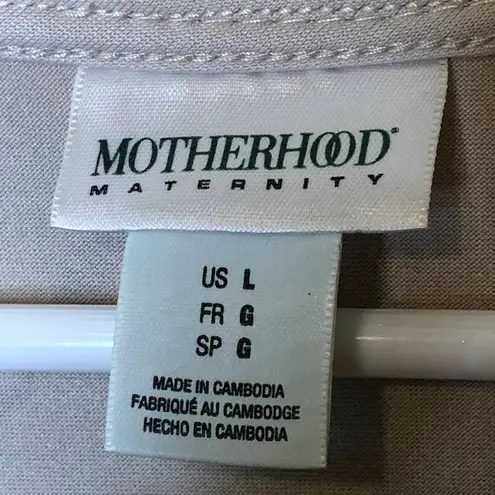 MOTHERHOOD®
MATERNITY
US L
FR G
SP G
MADE IN CAMBODIA
FABRIQUÉ AU CAMBODGE
HECHO EN CAMBODIA